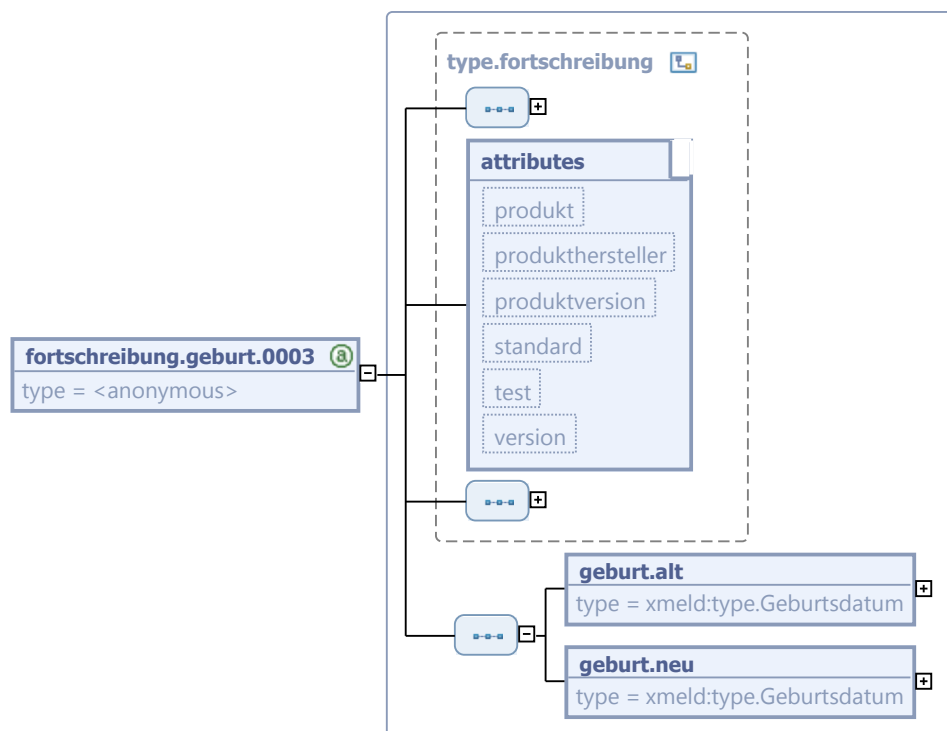 type.fortschreibung
attributes
produkt
produkthersteller
produktversion
standard
test
version
fortschreibung.geburt.0003 a
type = <anonymous>
geburt.alt
type = xmeld:type.Geburtsdatum
geburt.neu
type = xmeld:type.Geburtsdatum